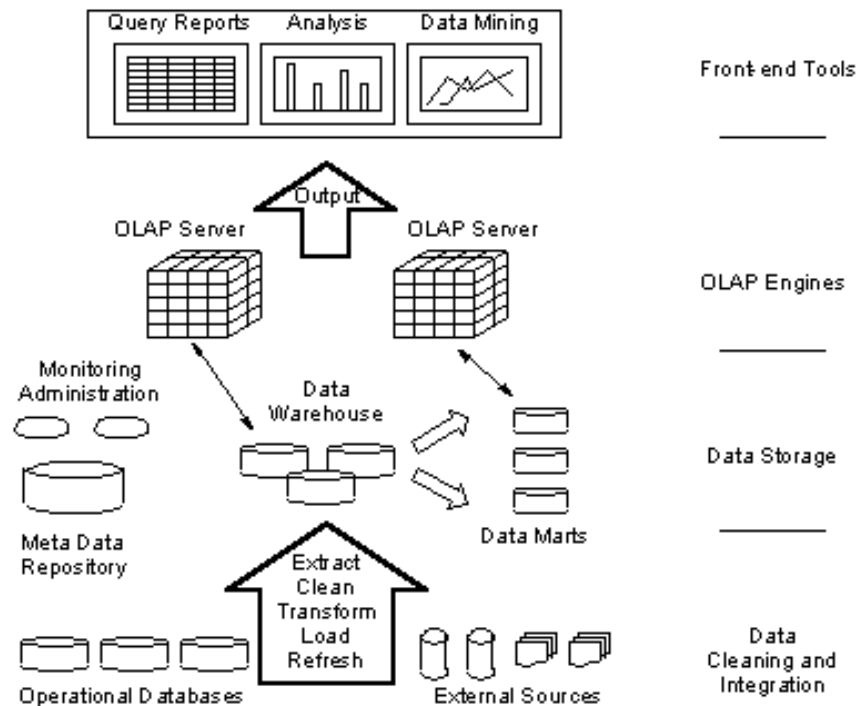 Query Reports
Analysis
Data Mining
Front-end Tools
Output
OLAP Server
OLAP Server
OLAP Engines
Monitoring
Administration
Data
Warehouse
Data Storage
Meta Data
Repository
Data Marts
Extract
Clean
Transform
Load
Refresh
Operational Databases
External Sources
Data
Cleaning and
Integration